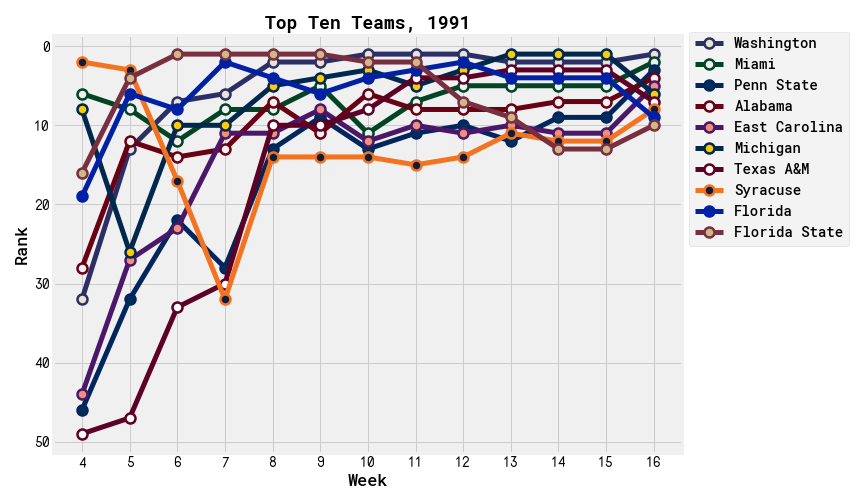 Top Ten Teams, 1991
Rank
0
10
20
30
40
50
4 5 6 7 8 9 10 11 12 13 14 15 16
Week
Washington
Miami
Penn State
Alabama
East Carolina
Michigan
Texas A&M
Syracuse
Florida
Florida State